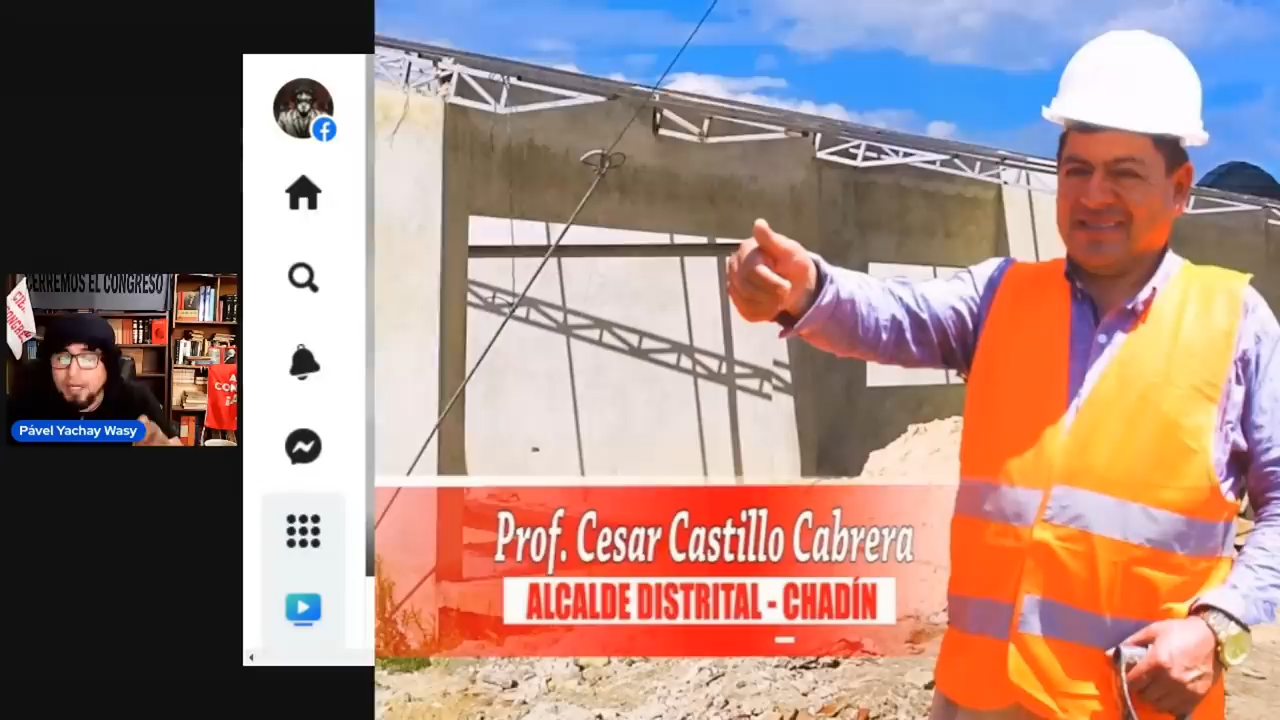 CERREMOS EL CONGRESO
Pável Yachay Wasy
Prof. Cesar Castillo Cabrera
ALCALDE DISTRITAL - CHADÍN